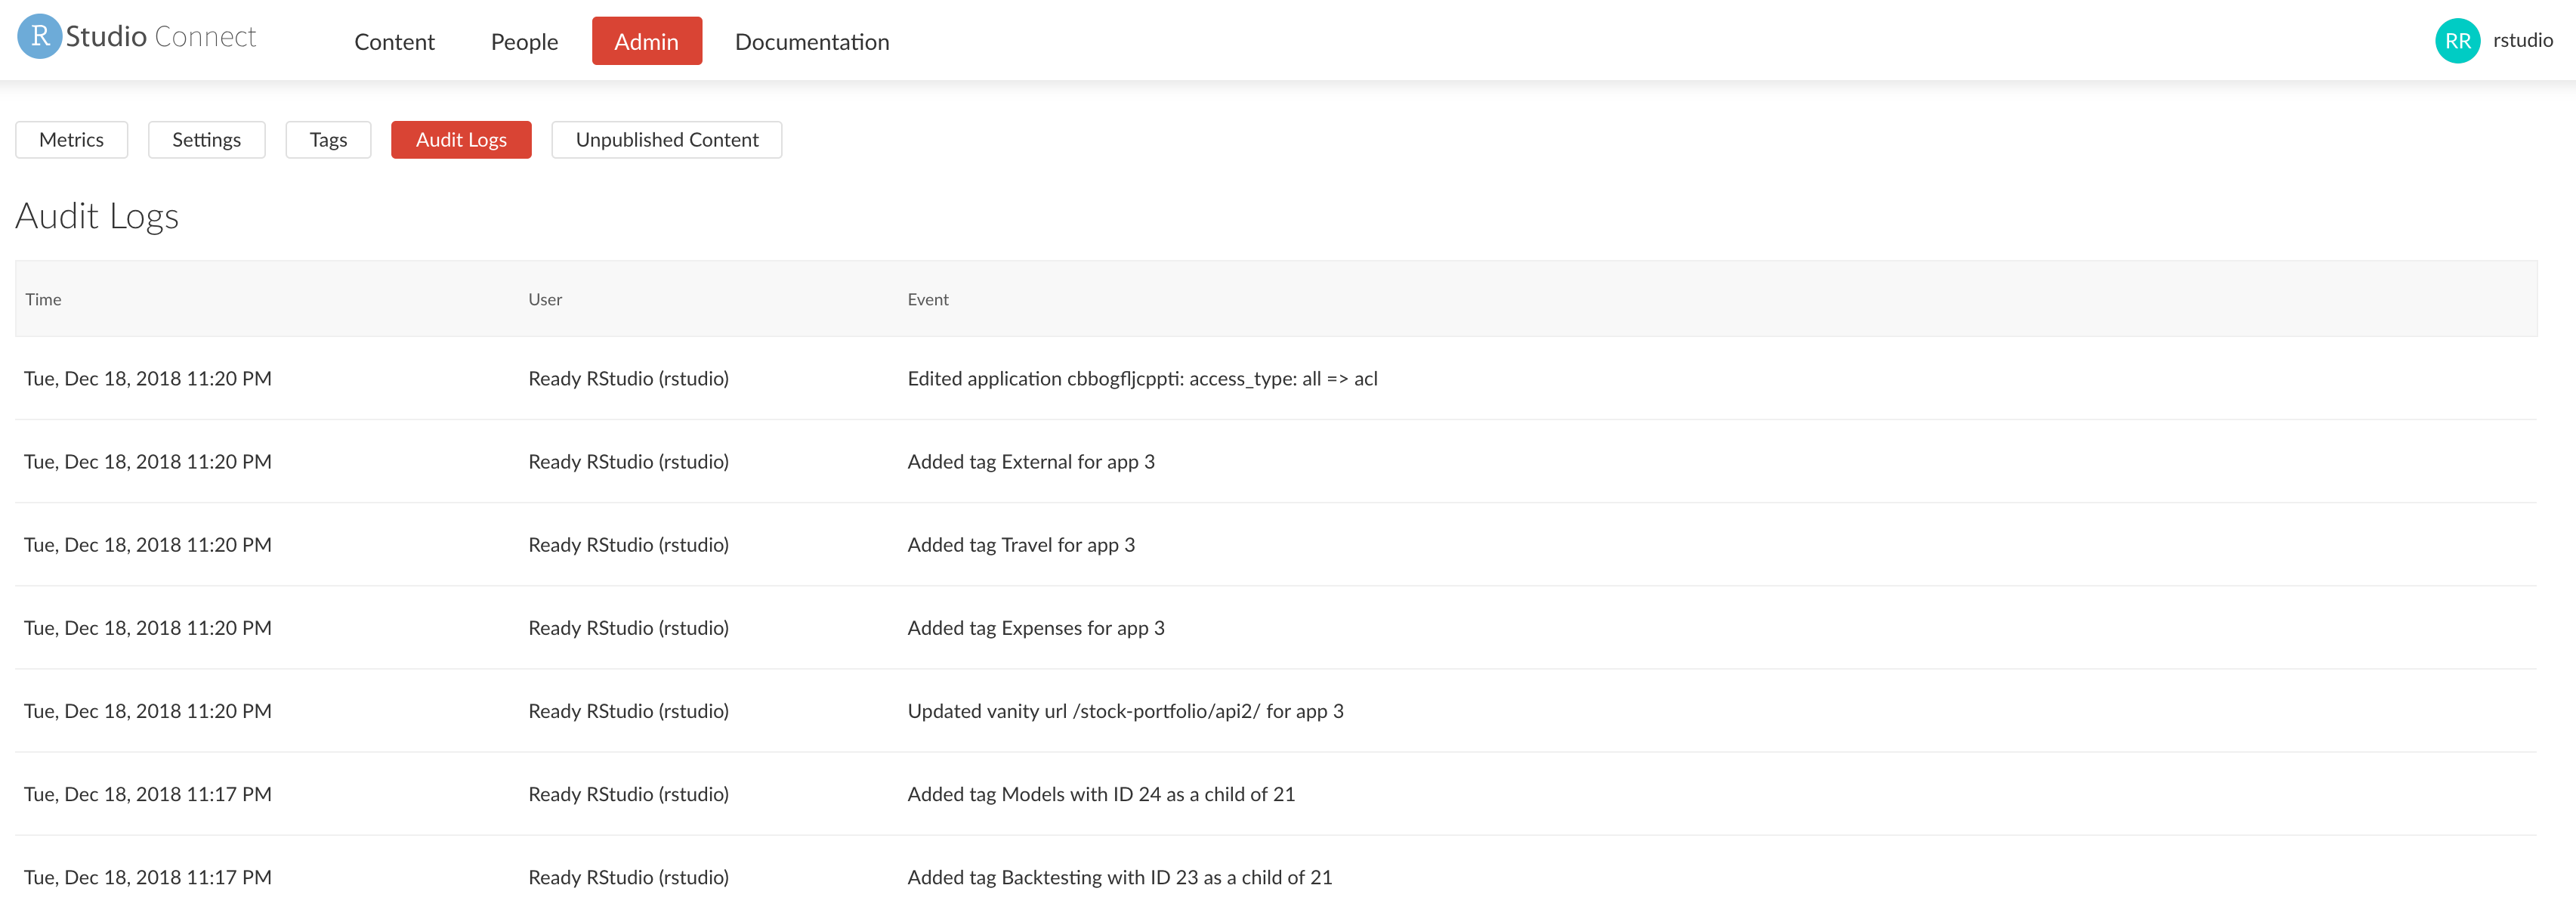 R Studio Connect Content People Admin Documentation RR rstudio
Metrics Settings Tags Audit Logs Unpublished Content
Audit Logs
Time User Event
Tue, Dec 18, 2018 11:20 PM Ready RStudio (rstudio) Edited application cbbogfljcppti: access_type: all => acl
Tue, Dec 18, 2018 11:20 PM Ready RStudio (rstudio) Added tag External for app 3
Tue, Dec 18, 2018 11:20 PM Ready RStudio (rstudio) Added tag Travel for app 3
Tue, Dec 18, 2018 11:20 PM Ready RStudio (rstudio) Added tag Expenses for app 3
Tue, Dec 18, 2018 11:20 PM Ready RStudio (rstudio) Updated vanity url /stock-portfolio/api2/ for app 3
Tue, Dec 18, 2018 11:17 PM Ready RStudio (rstudio) Added tag Models with ID 24 as a child of 21
Tue, Dec 18, 2018 11:17 PM Ready RStudio (rstudio) Added tag Backtesting with ID 23 as a child of 21